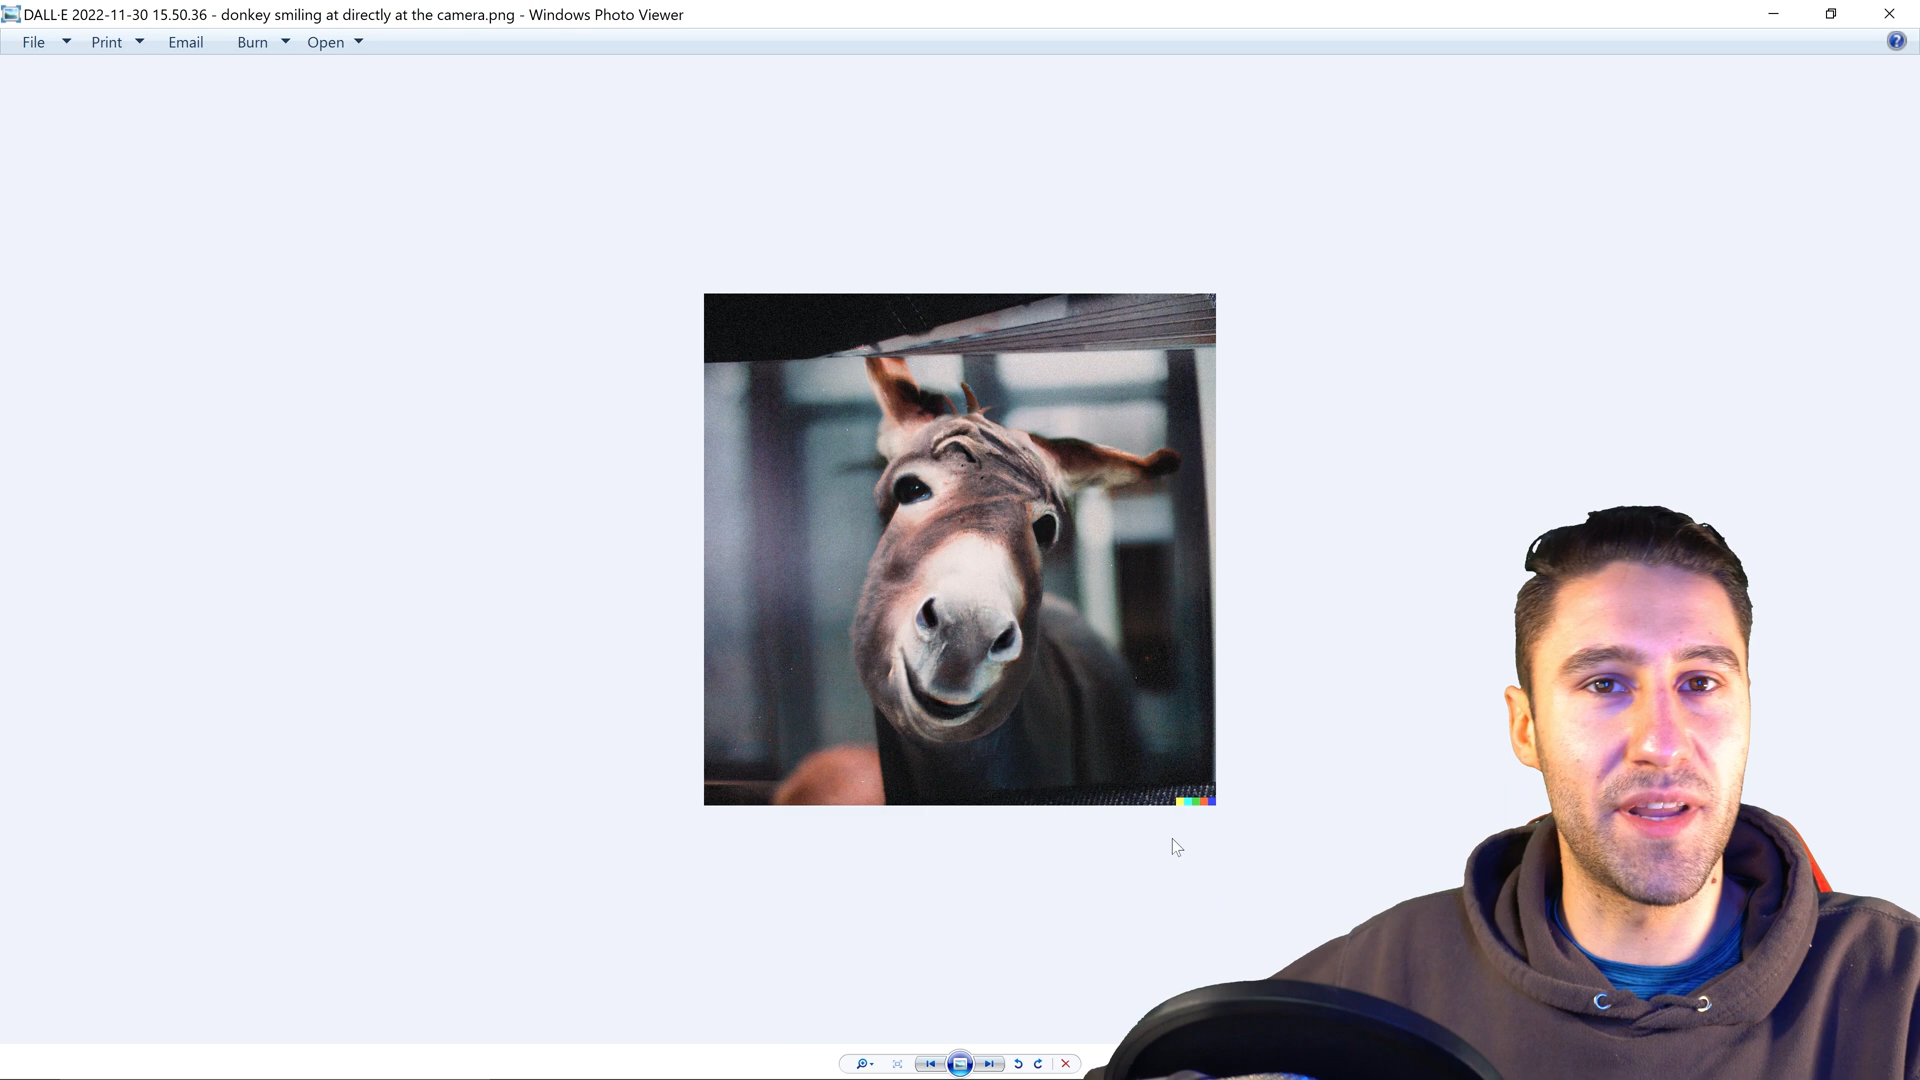 DALL·E 2022-11-30 15.50.36 - donkey smiling at directly at the camera.png - Windows Photo Viewer
File Print Email Burn Open